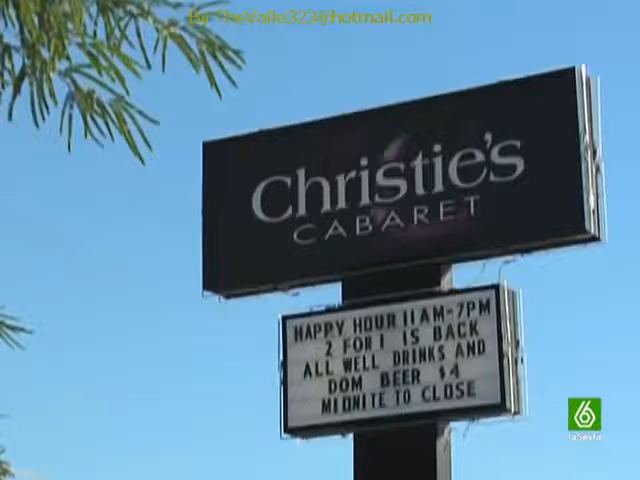 By TheValle323@hotmail.com
Christie's
CABARET
HAPPY HOUR 11AM-7PM
2 FOR 1 IS BACK
ALL WELL DRINKS AND
DOM BEER $4
MIDNITE TO CLOSE
6
laSexta